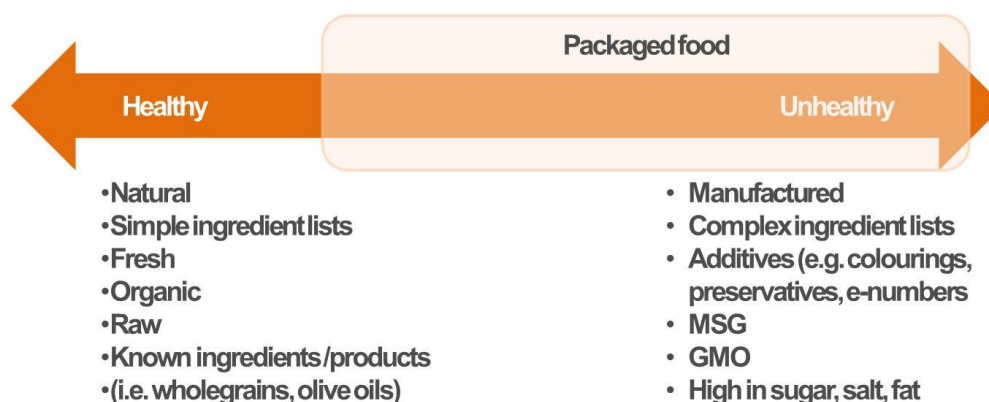 Packaged food
Healthy
Unhealthy
•Natural
•Simple ingredient lists
•Fresh
•Organic
•Raw
•Known ingredients/products
•(i.e. wholegrains, olive oils)
• Manufactured
• Complex ingredient lists
• Additives (e.g. colourings,
preservatives, e-numbers
• MSG
• GMO
• High in sugar, salt, fat